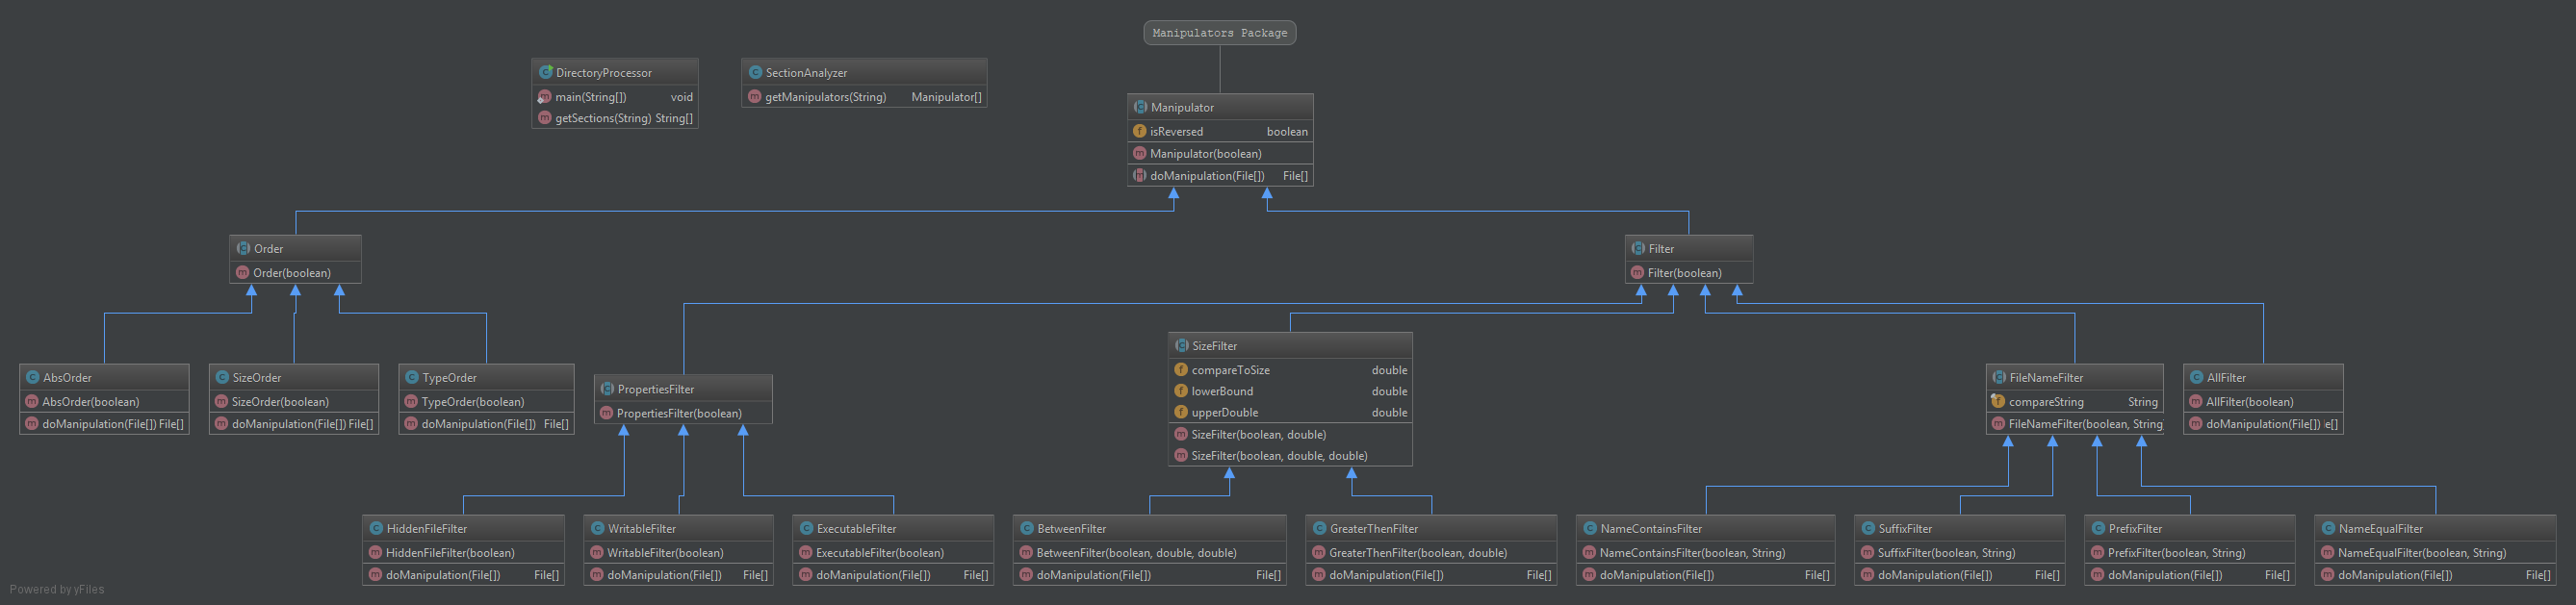 Manipulators Package
DirectoryProcessor
main(String[]) void
getSections(String) String[]
SectionAnalyzer
getManipulators(String) Manipulator[]
Manipulator
isReversed boolean
Manipulator(boolean)
doManipulation(File[]) File[]
Order
Order(boolean)
Filter
Filter(boolean)
AbsOrder
AbsOrder(boolean)
doManipulation(File[]) File[]
SizeOrder
SizeOrder(boolean)
doManipulation(File[]) File[]
TypeOrder
TypeOrder(boolean)
doManipulation(File[]) File[]
PropertiesFilter
PropertiesFilter(boolean)
SizeFilter
compareToSize double
lowerBound double
upperDouble double
SizeFilter(boolean, double)
SizeFilter(boolean, double, double)
FileNameFilter
compareString String
FileNameFilter(boolean, String
AllFilter
AllFilter(boolean)
doManipulation(File[]) le[]
HiddenFileFilter
HiddenFileFilter(boolean)
doManipulation(File[]) File[]
WritableFilter
WritableFilter(boolean)
doManipulation(File[]) File[]
ExecutableFilter
ExecutableFilter(boolean)
doManipulation(File[]) File[]
BetweenFilter
BetweenFilter(boolean, double, double)
doManipulation(File[]) File[]
GreaterThenFilter
GreaterThenFilter(boolean, double)
doManipulation(File[]) File[]
NameContainsFilter
NameContainsFilter(boolean, String)
doManipulation(File[]) File[]
SuffixFilter
SuffixFilter(boolean, String)
doManipulation(File[]) File[]
PrefixFilter
PrefixFilter(boolean, String)
doManipulation(File[]) File[]
NameEqualFilter
NameEqualFilter(boolean, String)
doManipulation(File[]) File[]
Powered by yFiles